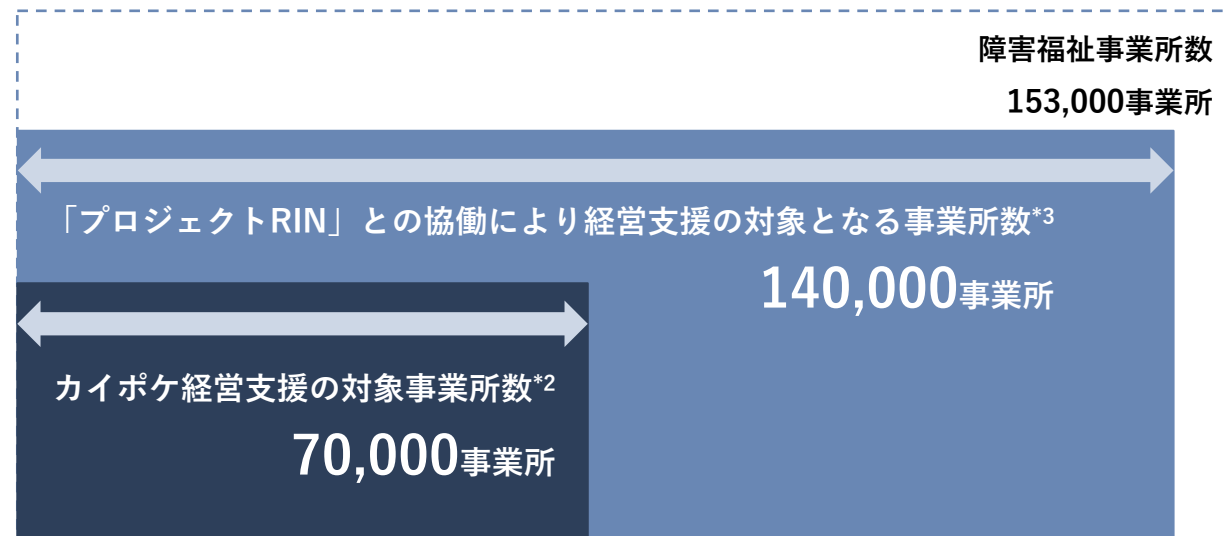 障害福祉事業所数
153,000事業所
「プロジェクトRIN」との協働により経営支援の対象となる事業所数*3
140,000事業所
カイポケ経営支援の対象事業所数*2
70,000事業所